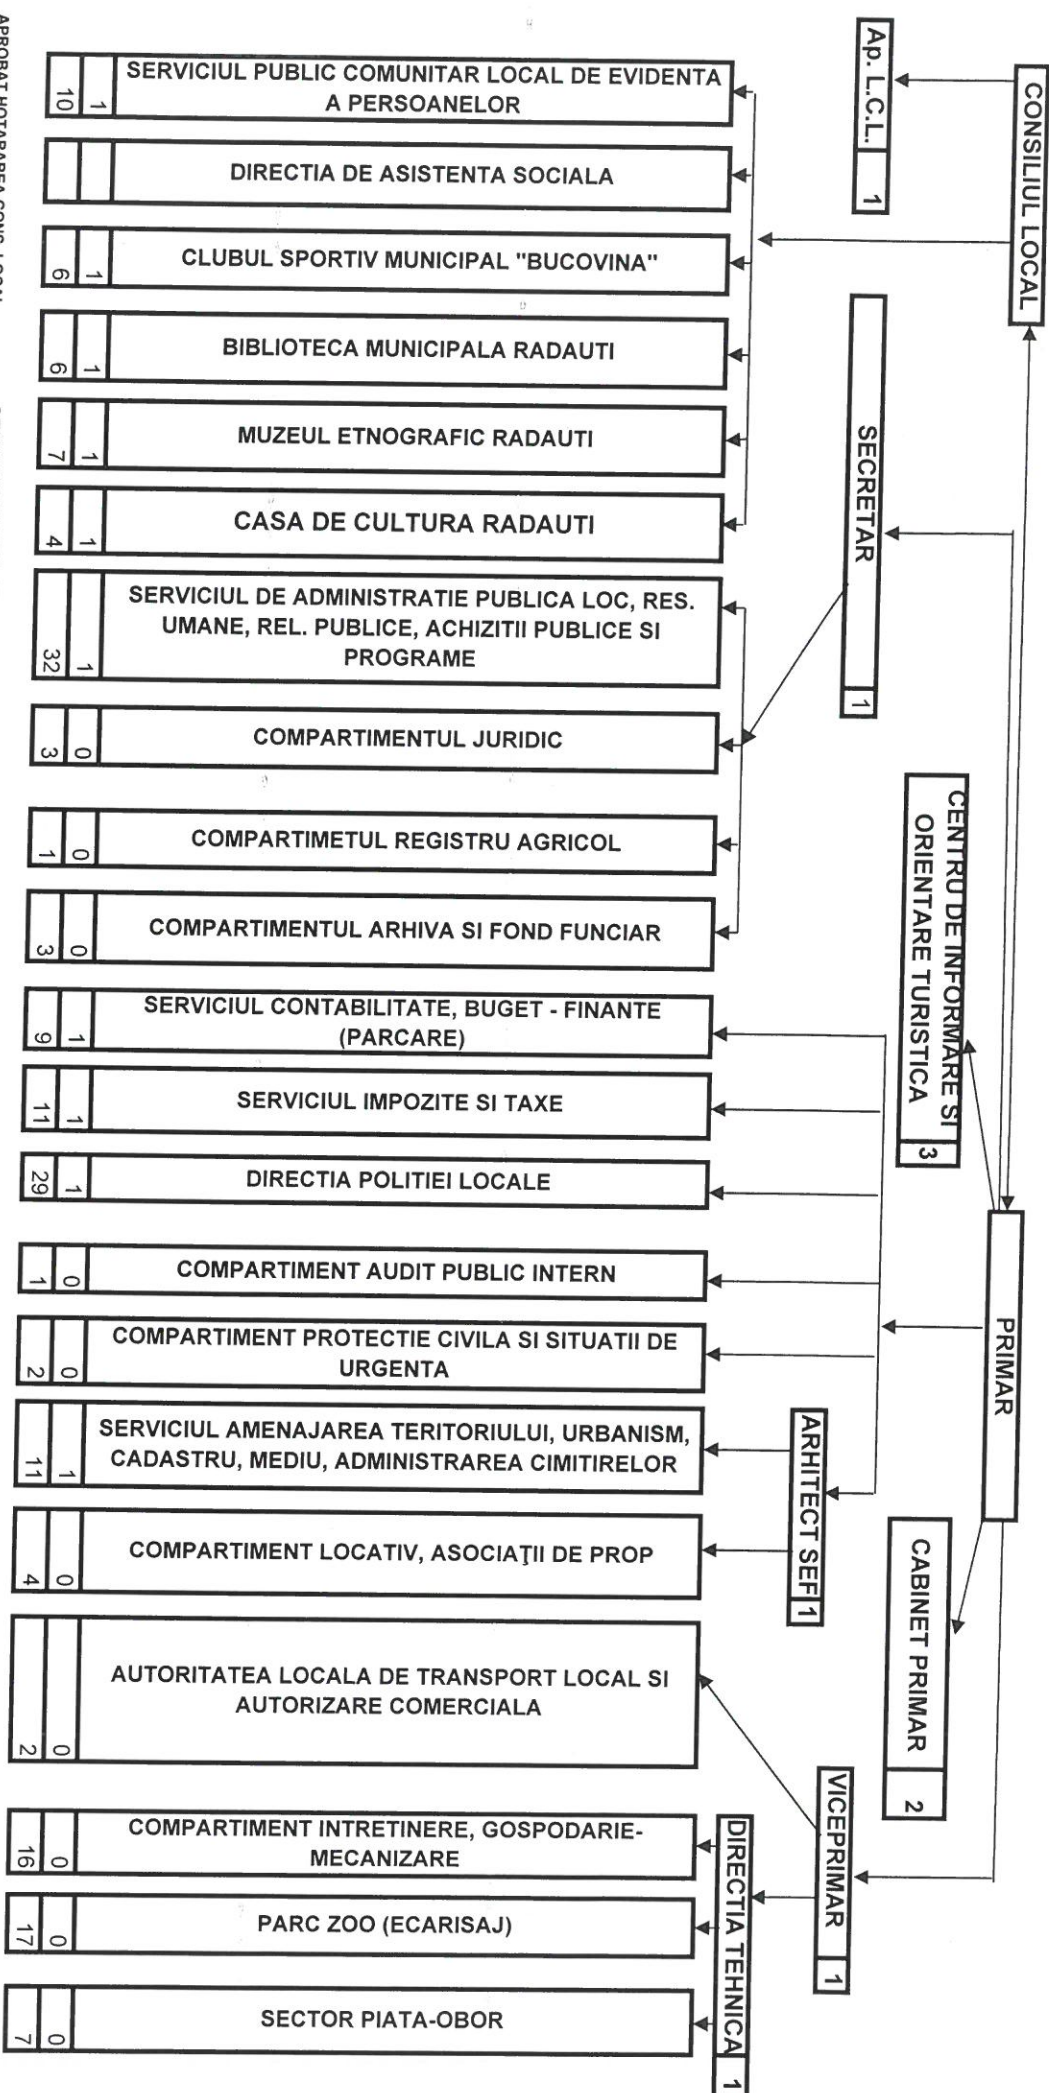 CONSILIUL LOCAL
PRIMAR
Ap. L.C.L. 1
SECRETAR 1
CENTRU DE INFORMARE SI
ORIENTARE TURISTICA 3
CABINET PRIMAR 2
VICEPRIMAR 1
ARHITECT SEF 1
DIRECTIA TEHNICA 1
SERVICIUL PUBLIC COMUNITAR LOCAL DE EVIDENTA
A PERSOANELOR
1
10
DIRECTIA DE ASISTENTA SOCIALA
CLUBUL SPORTIV MUNICIPAL "BUCOVINA"
1
6
BIBLIOTECA MUNICIPALA RADAUTI
1
6
MUZEUL ETNOGRAFIC RADAUTI
1
7
CASA DE CULTURA RADAUTI
1
4
SERVICIUL DE ADMINISTRATIE PUBLICA LOC, RES.
UMANE, REL. PUBLICE, ACHIZITII PUBLICE SI
PROGRAME
1
32
COMPARTIMENTUL JURIDIC
0
3
COMPARTIMETUL REGISTRU AGRICOL
0
1
COMPARTIMENTUL ARHIVA SI FOND FUNCIAR
0
3
SERVICIUL CONTABILITATE, BUGET - FINANTE
(PARCARE)
1
9
SERVICIUL IMPOZITE SI TAXE
1
11
DIRECTIA POLITIEI LOCALE
1
29
COMPARTIMENT AUDIT PUBLIC INTERN
0
1
COMPARTIMENT PROTECTIE CIVILA SI SITUATII DE
URGENTA
0
2
SERVICIUL AMENAJAREA TERITORIULUI, URBANISM,
CADASTRU, MEDIU, ADMINISTRAREA CIMITIRELOR
1
11
COMPARTIMENT LOCATIV, ASOCIAŢII DE PROP
0
4
AUTORITATEA LOCALA DE TRANSPORT LOCAL SI
AUTORIZARE COMERCIALA
0
2
COMPARTIMENT INTRETINERE, GOSPODARIE-
MECANIZARE
0
16
PARC ZOO (ECARISAJ)
0
17
SECTOR PIATA-OBOR
0
7
APROBAT HOTARAREA CONS. LOCAL